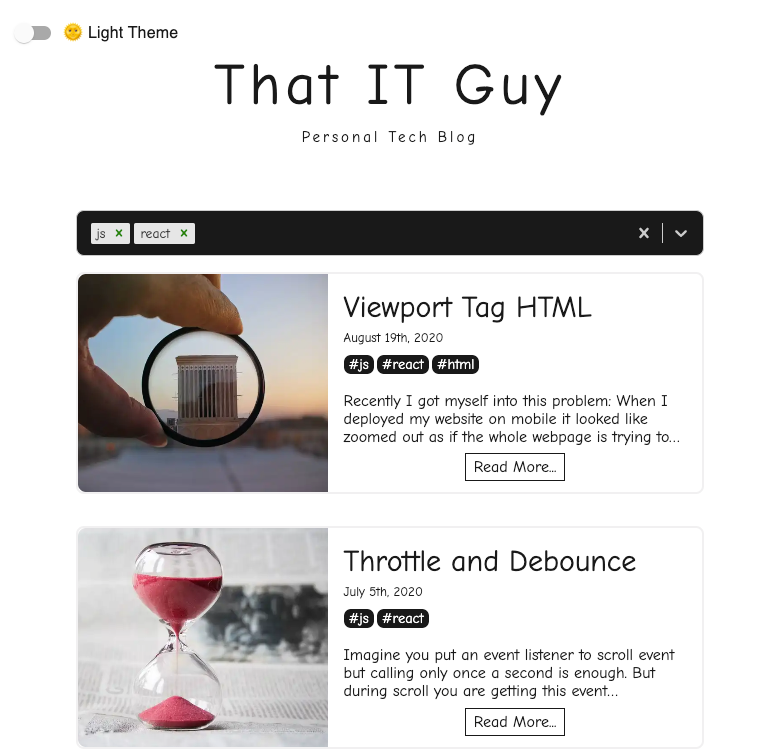 Light Theme
That IT Guy
Personal Tech Blog
js
react
Viewport Tag HTML
August 19th, 2020
#js #react #html
Recently I got myself into this problem: When I
deployed my website on mobile it looked like
zoomed out as if the whole webpage is trying to...
Read More...
Throttle and Debounce
July 5th, 2020
#js #react
Imagine you put an event listener to scroll event
but calling only once a second is enough. But
during scroll you are getting this event...
Read More...